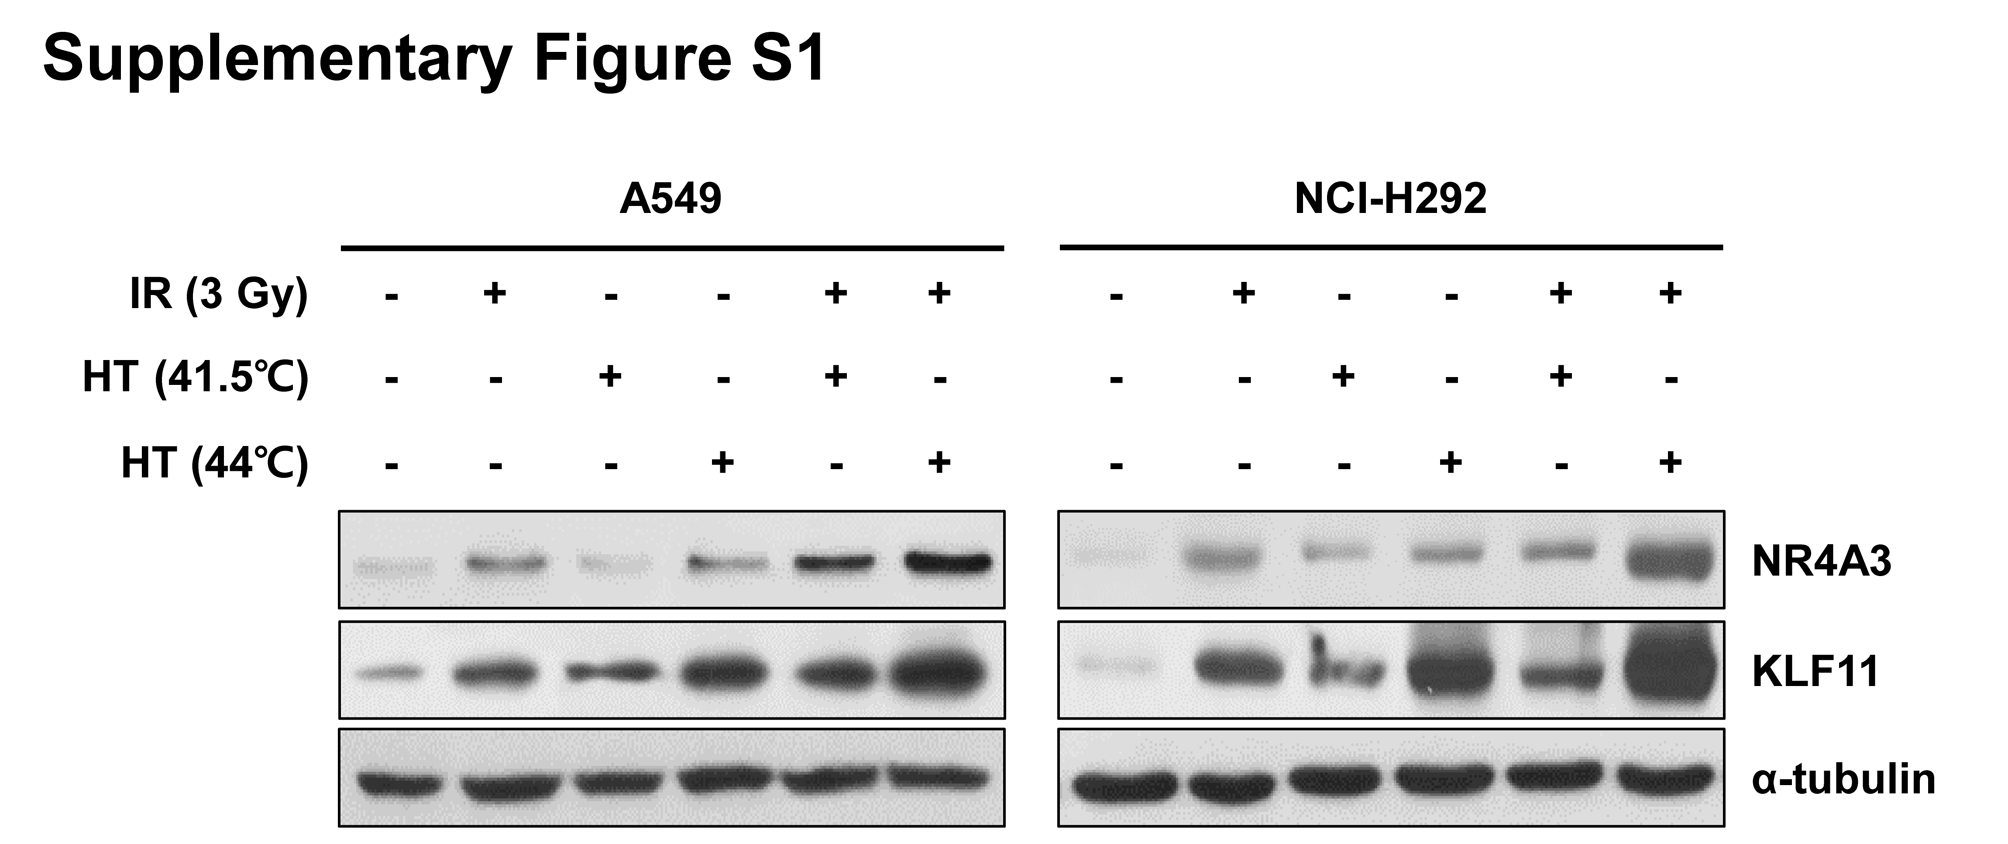 Supplementary Figure S1
A549 NCI-H292
IR (3 Gy) - + - - + + - + - - + +
HT (41.5℃) - - + - + - - - + - + -
HT (44℃) - - - + - + - - - + - +
NR4A3
KLF11
α-tubulin